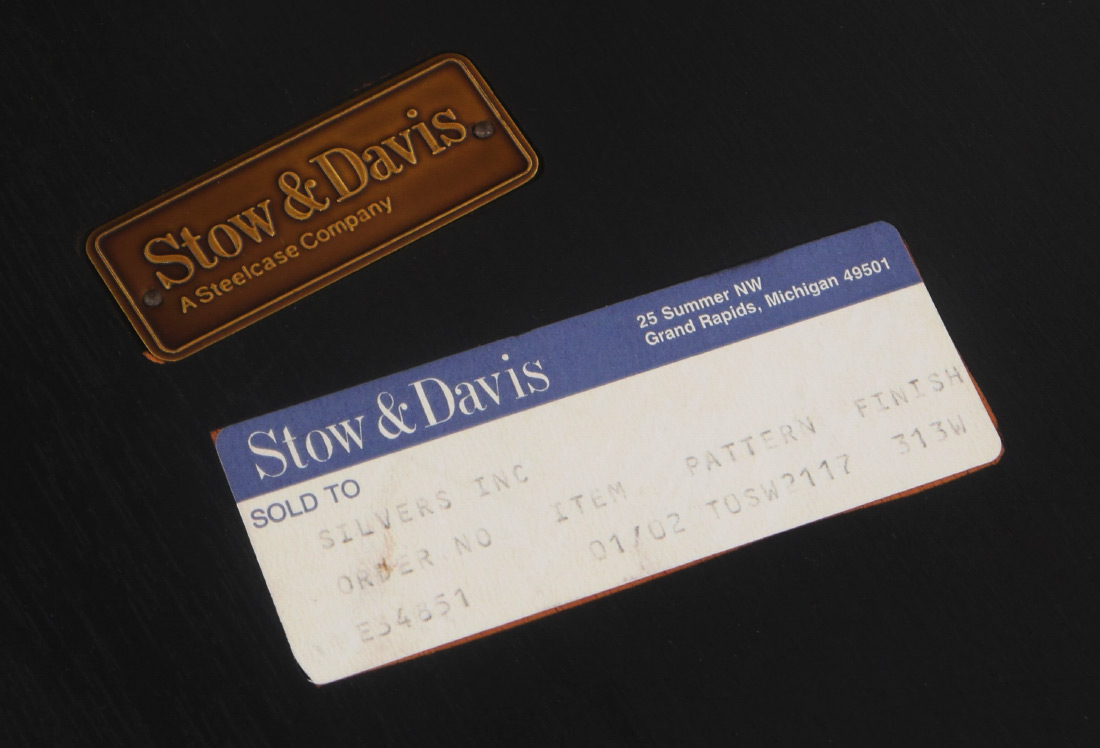 Stow & Davis
A Steelcase Company
Stow & Davis
25 Summer NW
Grand Rapids, Michigan 49501
SOLD TO
SILVERS INC
ORDER NO ITEM PATTERN FINISH
E34851 01/02 TOSW2117 313W